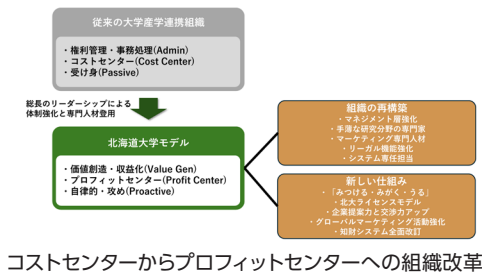 従来の大学産学連携組織
・権利管理・事務処理(Admin)
・コストセンター(Cost Center)
・受け身(Passive)
総長のリーダーシップによる
体制強化と専門人材登用
北海道大学モデル
・価値創造・収益化(Value Gen)
・プロフィットセンター(Profit Center)
・自律的・攻め(Proactive)
組織の再構築
・マネジメント層強化
・手薄な研究分野の専門家
・マーケティング専門人材
・リーガル機能強化
・システム専任担当
新しい仕組み
・「みつける・みがく・うる」
・北大ライセンスモデル
・企業提案力と交渉力アップ
・グローバルマーケティング活動強化
・知財システム全面改訂
コストセンターからプロフィットセンターへの組織改革